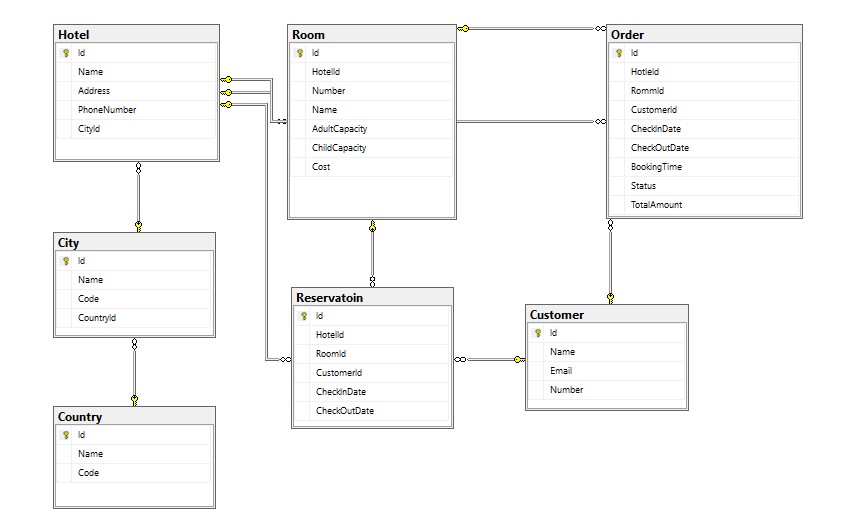 Hotel
Id
Name
Address
PhoneNumber
CityId
Room
Id
HotelId
Number
Name
AdultCapacity
ChildCapacity
Cost
Order
Id
HotleId
RommId
CustomerId
CheckInDate
CheckOutDate
BookingTime
Status
TotalAmount
City
Id
Name
Code
CountryId
Reservatoin
Id
HotelId
RoomId
CustomerId
CheckInDate
CheckOutDate
Customer
Id
Name
Email
Number
Country
Id
Name
Code